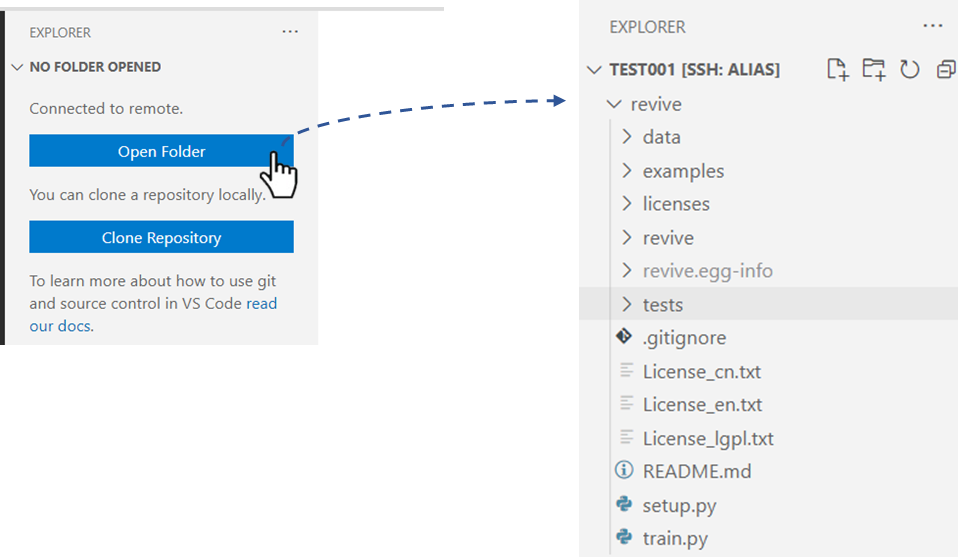 EXPLORER
NO FOLDER OPENED
Connected to remote.
Open Folder
You can clone a repository locally.
Clone Repository
To learn more about how to use git
and source control in VS Code read
our docs.
EXPLORER
TEST001 [SSH: ALIAS]
revive
data
examples
licenses
revive
revive.egg-info
tests
.gitignore
License_cn.txt
License_en.txt
License_lgpl.txt
README.md
setup.py
train.py